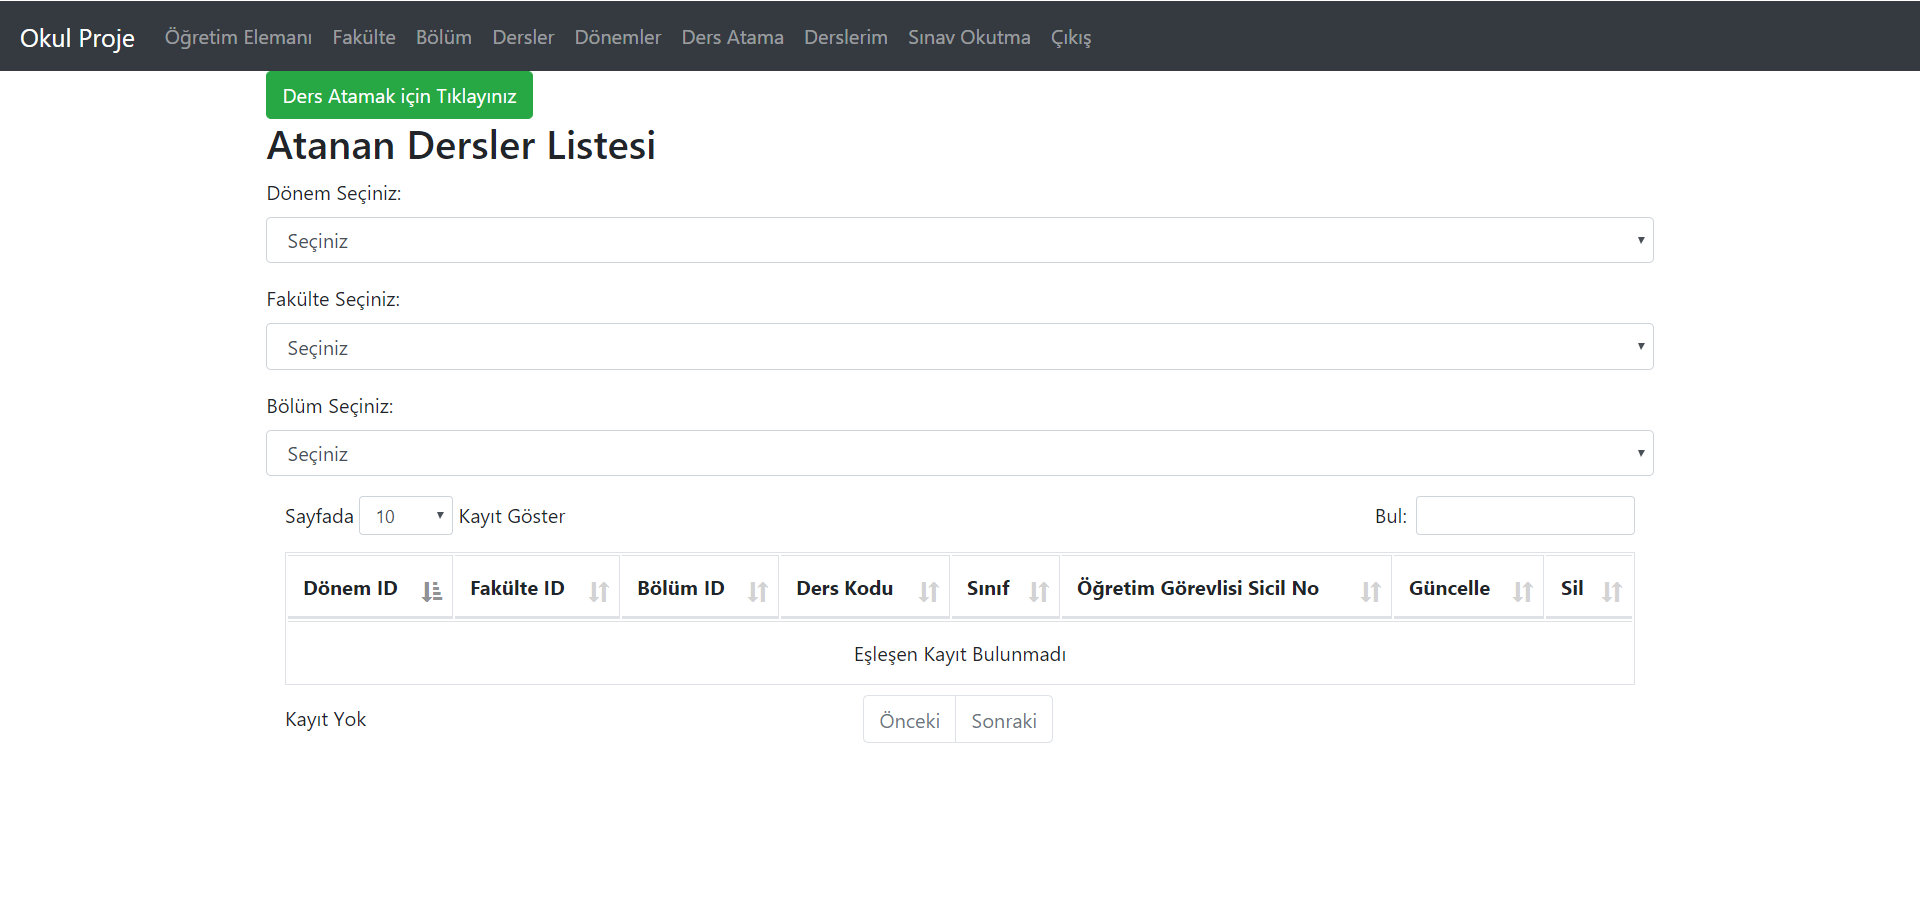 Okul Proje Öğretim Elemanı Fakülte Bölüm Dersler Dönemler Ders Atama Derslerim Sınav Okutma Çıkış
Ders Atamak için Tıklayınız
Atanan Dersler Listesi
Dönem Seçiniz:
Seçiniz
Fakülte Seçiniz:
Seçiniz
Bölüm Seçiniz:
Seçiniz
Sayfada 10 Kayıt Göster Bul:
Dönem ID Fakülte ID Bölüm ID Ders Kodu Sınıf Öğretim Görevlisi Sicil No Güncelle Sil
Eşleşen Kayıt Bulunmadı
Kayıt Yok Önceki Sonraki